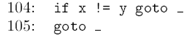 104: if x != y goto _
105: goto _